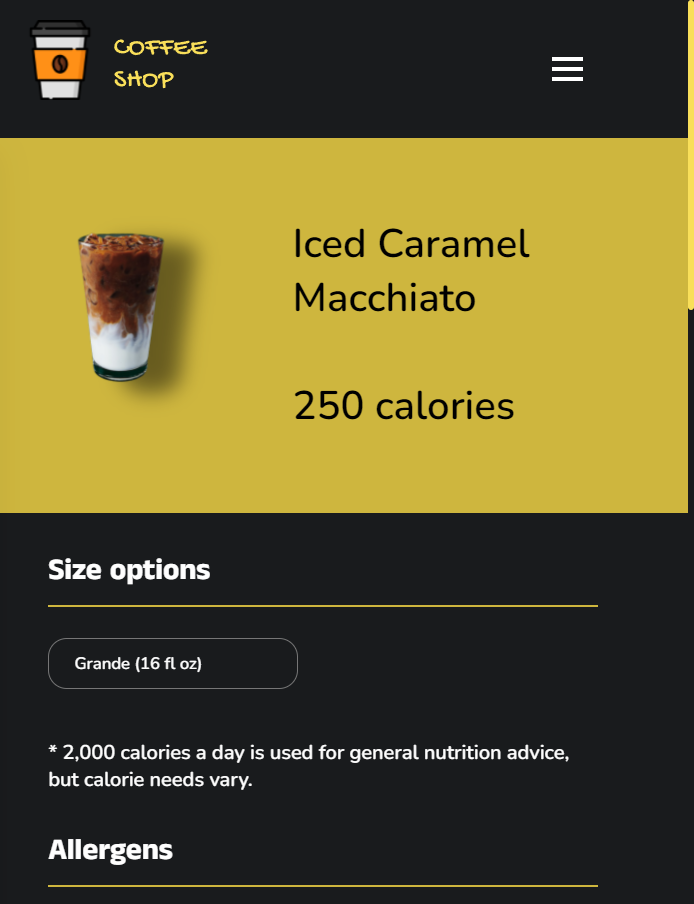 COFFEE
SHOP
Iced Caramel
Macchiato
250 calories
Size options
Grande (16 fl oz)
* 2,000 calories a day is used for general nutrition advice,
but calorie needs vary.
Allergens